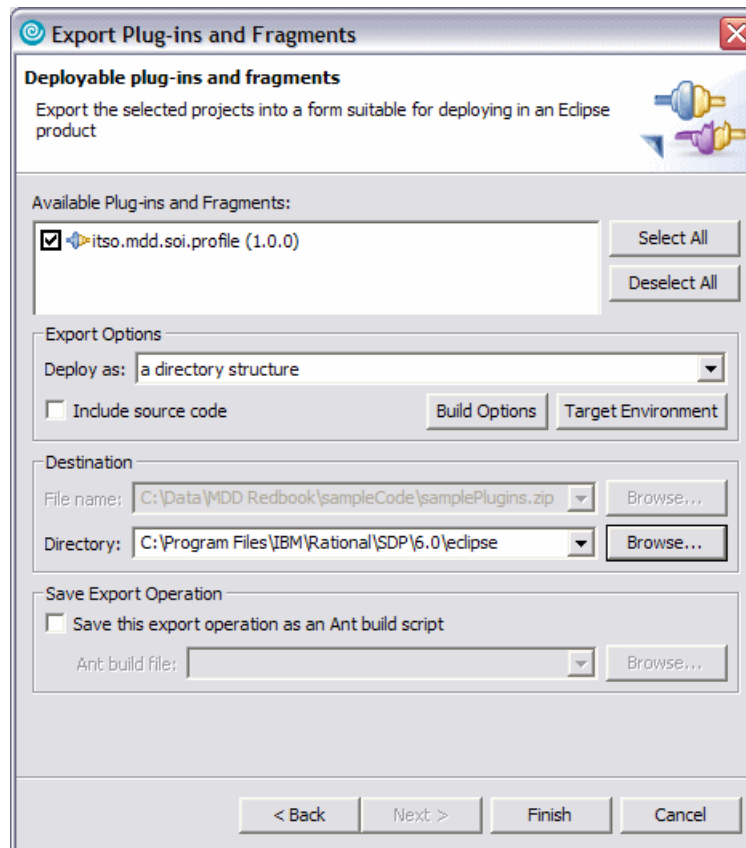 Export Plug-ins and Fragments
Deployable plug-ins and fragments
Export the selected projects into a form suitable for deploying in an Eclipse
product
Available Plug-ins and Fragments:
itso.mdd.soi.profile (1.0.0)
Select All
Deselect All
Export Options
Deploy as: a directory structure
Include source code Build Options Target Environment
Destination
File name: C:\Data\MDD Redbook\sampleCode\samplePlugins.zip Browse...
Directory: C:\Program Files\IBM\Rational\SDP\6.0\eclipse Browse...
Save Export Operation
Save this export operation as an Ant build script
Ant build file: Browse...
< Back Next > Finish Cancel